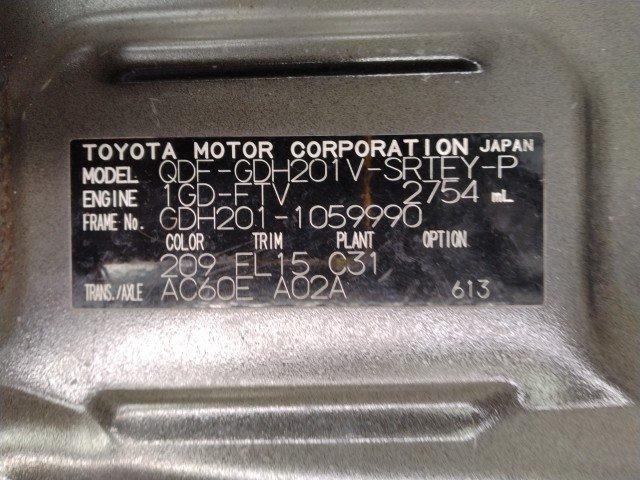 TOYOTA MOTOR CORPORATION JAPAN
MODEL QDF-GDH201V-SRTEY-P
ENGINE 1GD-FTV 2754 mL
FRAME No. GDH201-1059990
COLOR TRIM PLANT OPTION
209 EL15 C31
TRANS./AXLE AC60E A02A 613